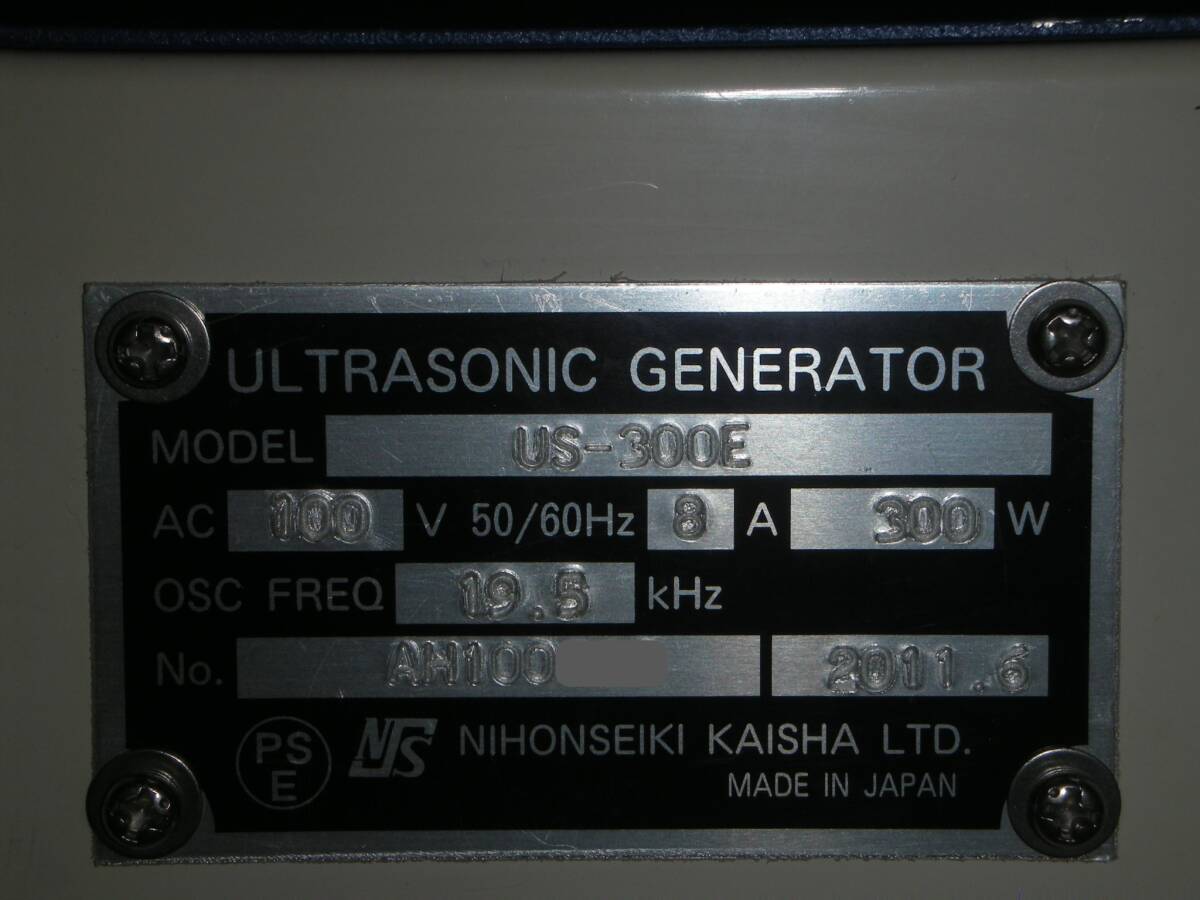 ULTRASONIC GENERATOR
MODEL US-300E
AC 100 V 50/60Hz 8 A 300 W
OSC FREQ 19.5 kHz
No. AH100 2011.6
PS E NS NIHONSEIKI KAISHA LTD.
MADE IN JAPAN